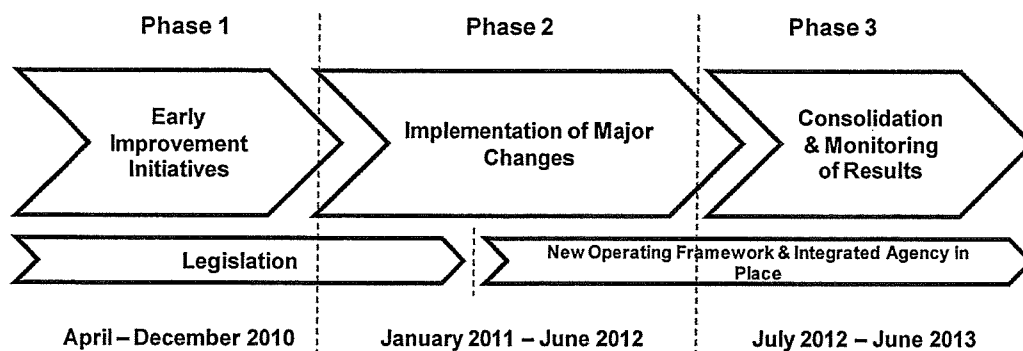 Phase 1
Phase 2
Phase 3
Early
Improvement
Initiatives
Implementation of Major
Changes
Consolidation
& Monitoring
of Results
Legislation
New Operating Framework & Integrated Agency in
Place
April – December 2010
January 2011 – June 2012
July 2012 – June 2013